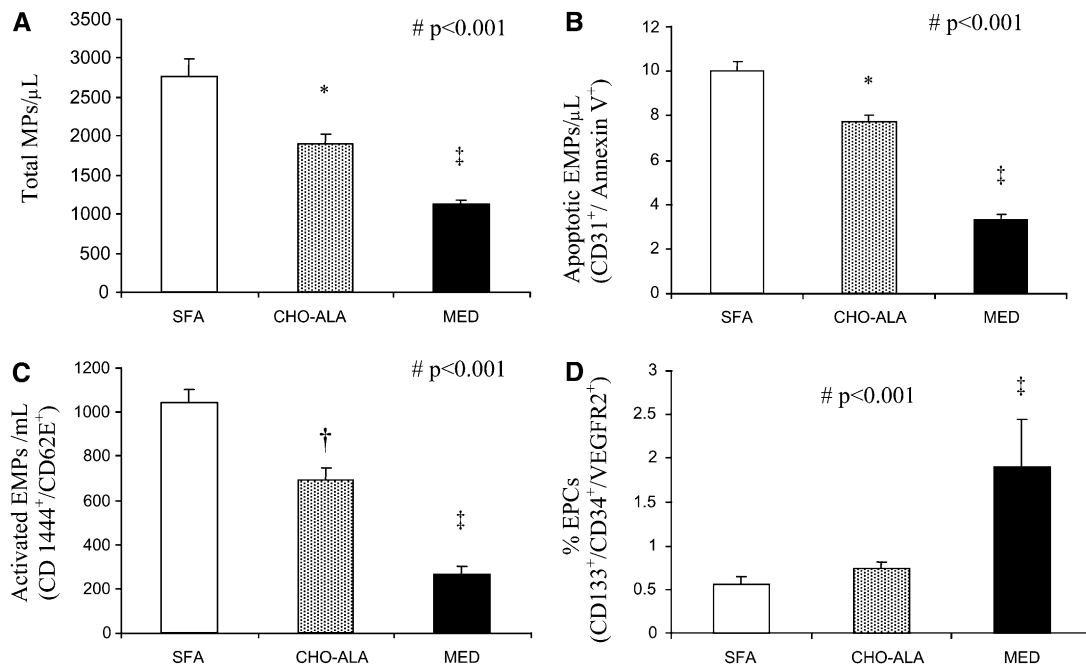 A
# p<0.001
Total MPs/µL
3500
3000
2500
2000
1500
1000
500
0
*
‡
SFA
CHO-ALA
MED
B
# p<0.001
Apoptotic EMPs/µL
(CD31+/ Annexin V+)
12
10
8
6
4
2
0
*
‡
SFA
CHO-ALA
MED
C
# p<0.001
Activated EMPs /mL
(CD 1444+/CD62E+)
1200
1000
800
600
400
200
0
†
‡
SFA
CHO-ALA
MED
D
# p<0.001
% EPCs
(CD133+/CD34+/VEGFR2+)
3
2.5
2
1.5
1
0.5
0
‡
SFA
CHO-ALA
MED